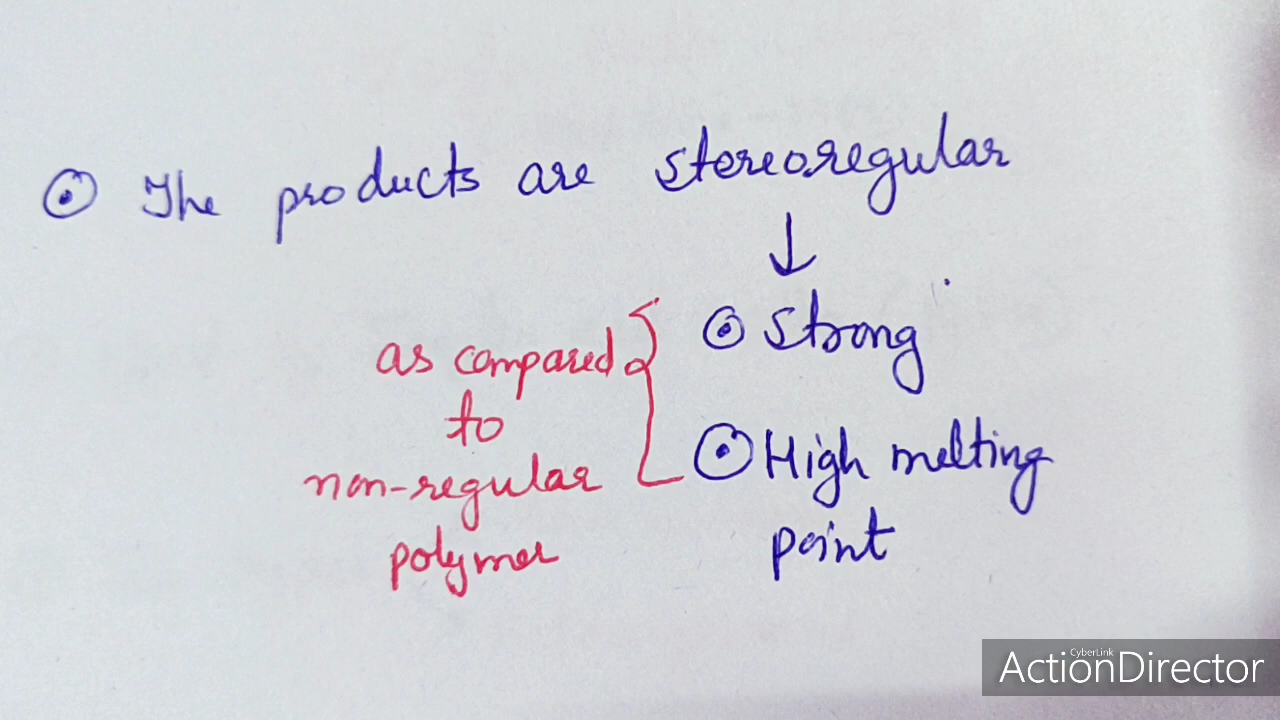 The products are stereoregular
↓
Strong
as compared
to
High melting
non-regular
point
polymer
CyberLink
ActionDirector